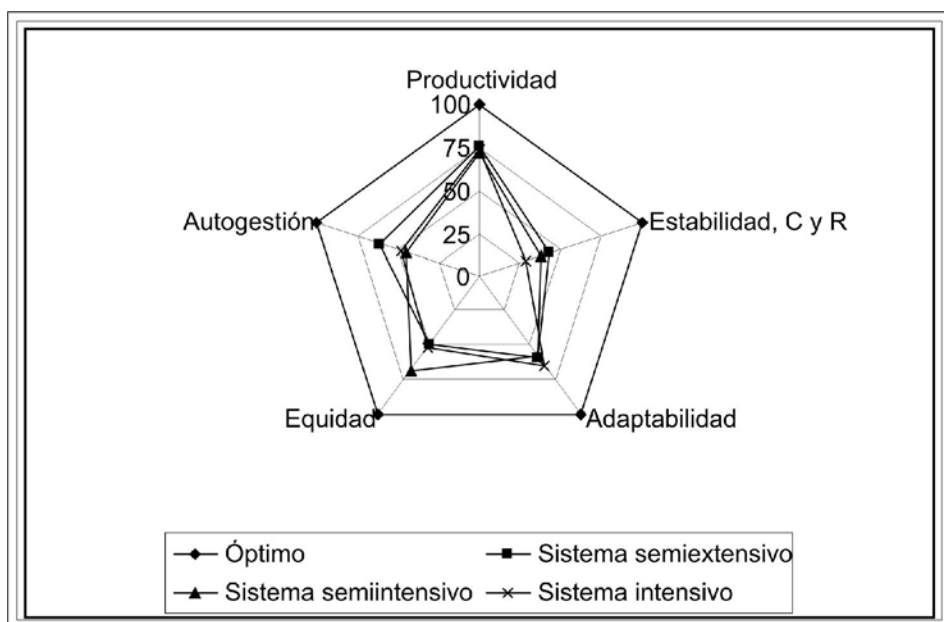 Productividad
100
75
50
25
0
Autogestión
Estabilidad, C y R
Equidad
Adaptabilidad
Óptimo
Sistema semiextensivo
Sistema semiintensivo
Sistema intensivo